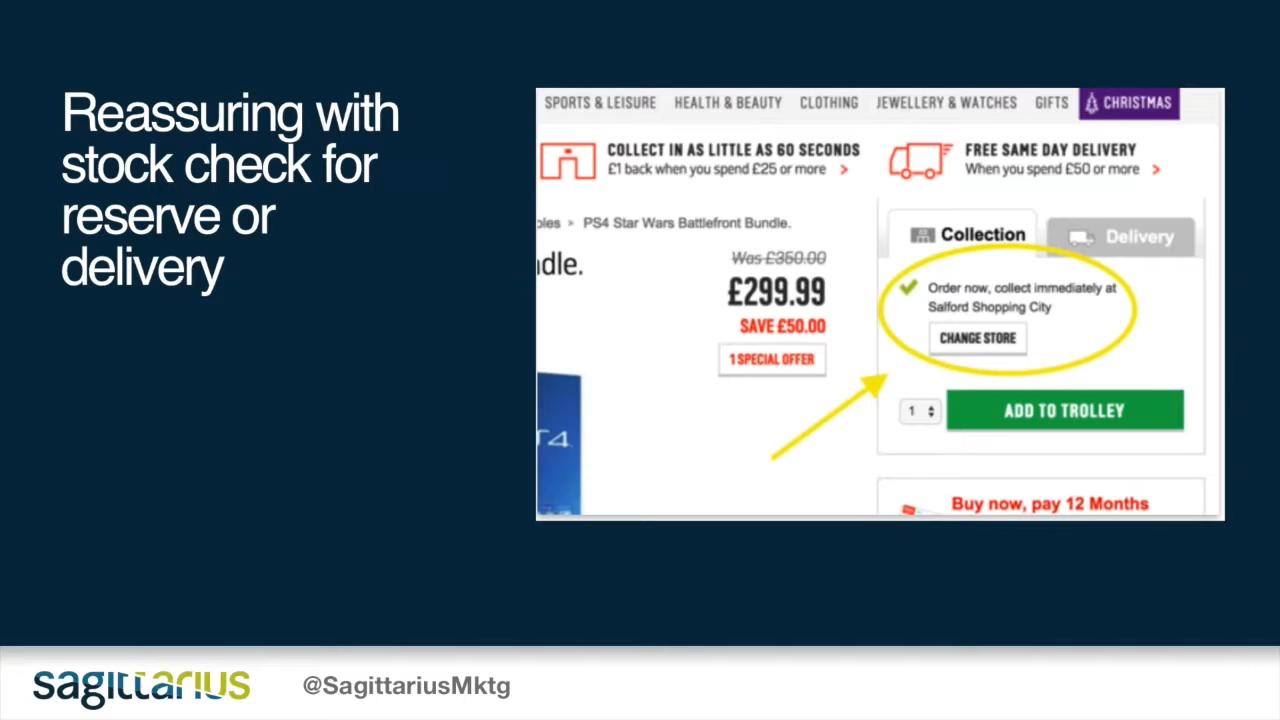 Reassuring with
stock check for
reserve or
delivery
SPORTS & LEISURE HEALTH & BEAUTY CLOTHING JEWELLERY & WATCHES GIFTS CHRISTMAS
COLLECT IN AS LITTLE AS 60 SECONDS
£1 back when you spend £25 or more >
FREE SAME DAY DELIVERY
When you spend £50 or more >
> PS4 Star Wars Battlefront Bundle.
Was £350.00
£299.99
SAVE £50.00
1 SPECIAL OFFER
Collection
Delivery
Order now, collect immediately at
Salford Shopping City
CHANGE STORE
1
ADD TO TROLLEY
Buy now, pay 12 Months
sagittarius
@SagittariusMktg